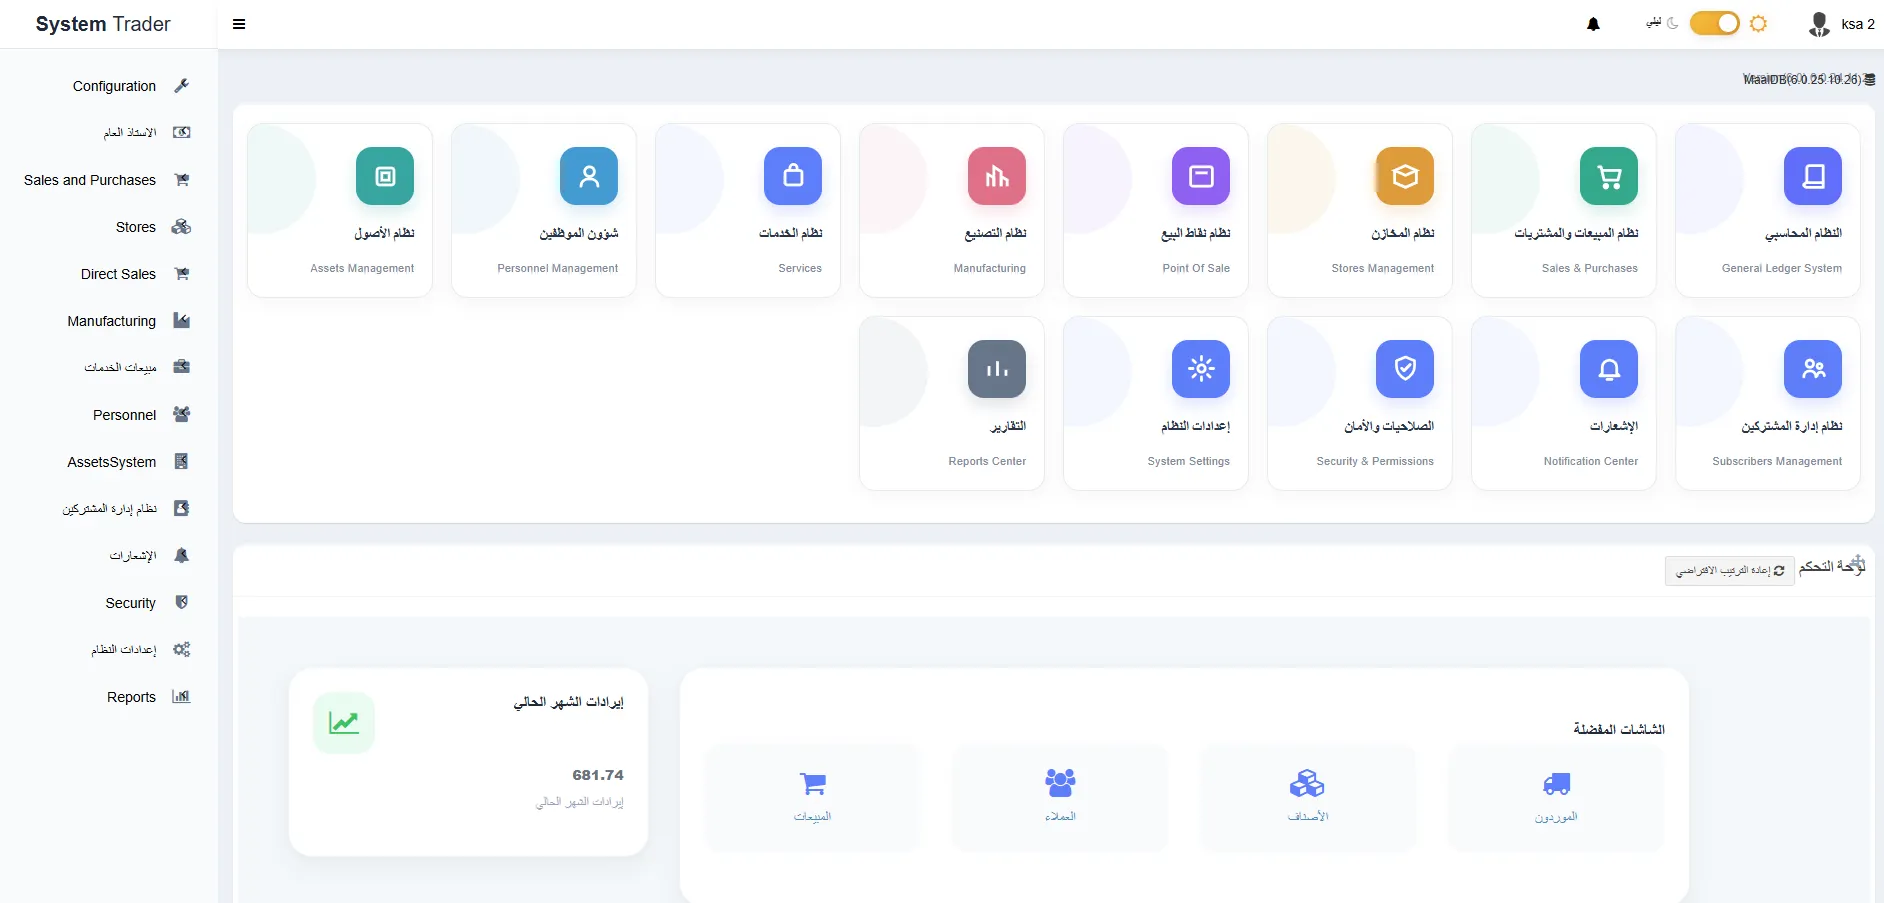 System Trader
ليلي
ksa 2
MaalDB(6.0.25.10.26)
Configuration
الاستاذ العام
Sales and Purchases
Stores
Direct Sales
Manufacturing
مبيعات الخدمات
Personnel
AssetsSystem
نظام إدارة المشتركين
الإشعارات
Security
إعدادات النظام
Reports
النظام المحاسبي
General Ledger System
نظام المبيعات والمشتريات
Sales & Purchases
نظام المخازن
Stores Management
نظام نقاط البيع
Point Of Sale
نظام التصنيع
Manufacturing
نظام الخدمات
Services
شؤون الموظفين
Personnel Management
نظام الأصول
Assets Management
نظام إدارة المشتركين
Subscribers Management
الإشعارات
Notification Center
الصلاحيات والأمان
Security & Permissions
إعدادات النظام
System Settings
التقارير
Reports Center
لوحة التحكم
إعادة الترتيب الافتراضي
الشاشات المفضلة
الموردون
الأصناف
العملاء
المبيعات
إيرادات الشهر الحالي
681.74
إيرادات الشهر الحالي